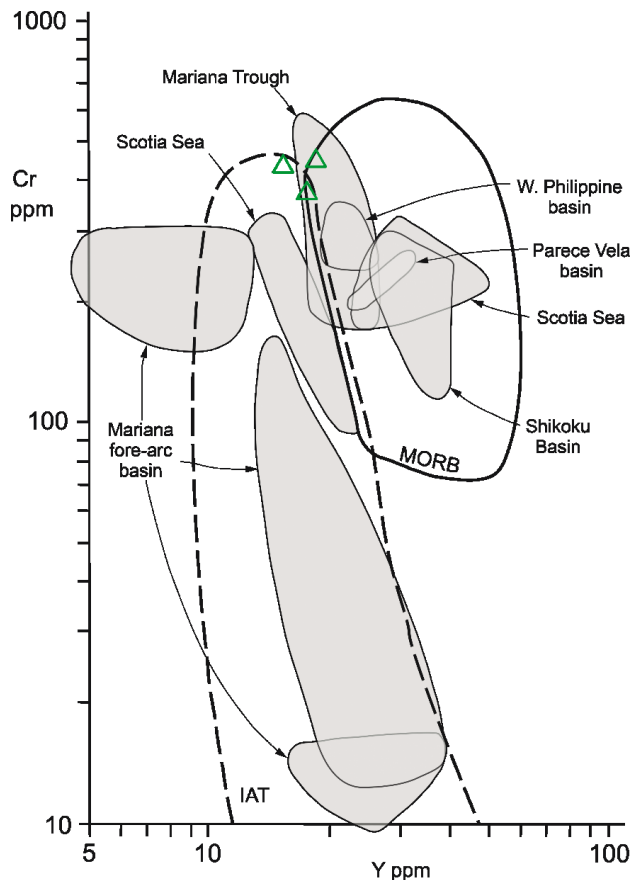 1000
Mariana Trough
Scotia Sea
Cr
ppm
W. Philippine
basin
Parece Vela
basin
Scotia Sea
100
Mariana
fore-arc
basin
Shikoku
Basin
MORB
IAT
10
5
10
100
Y ppm